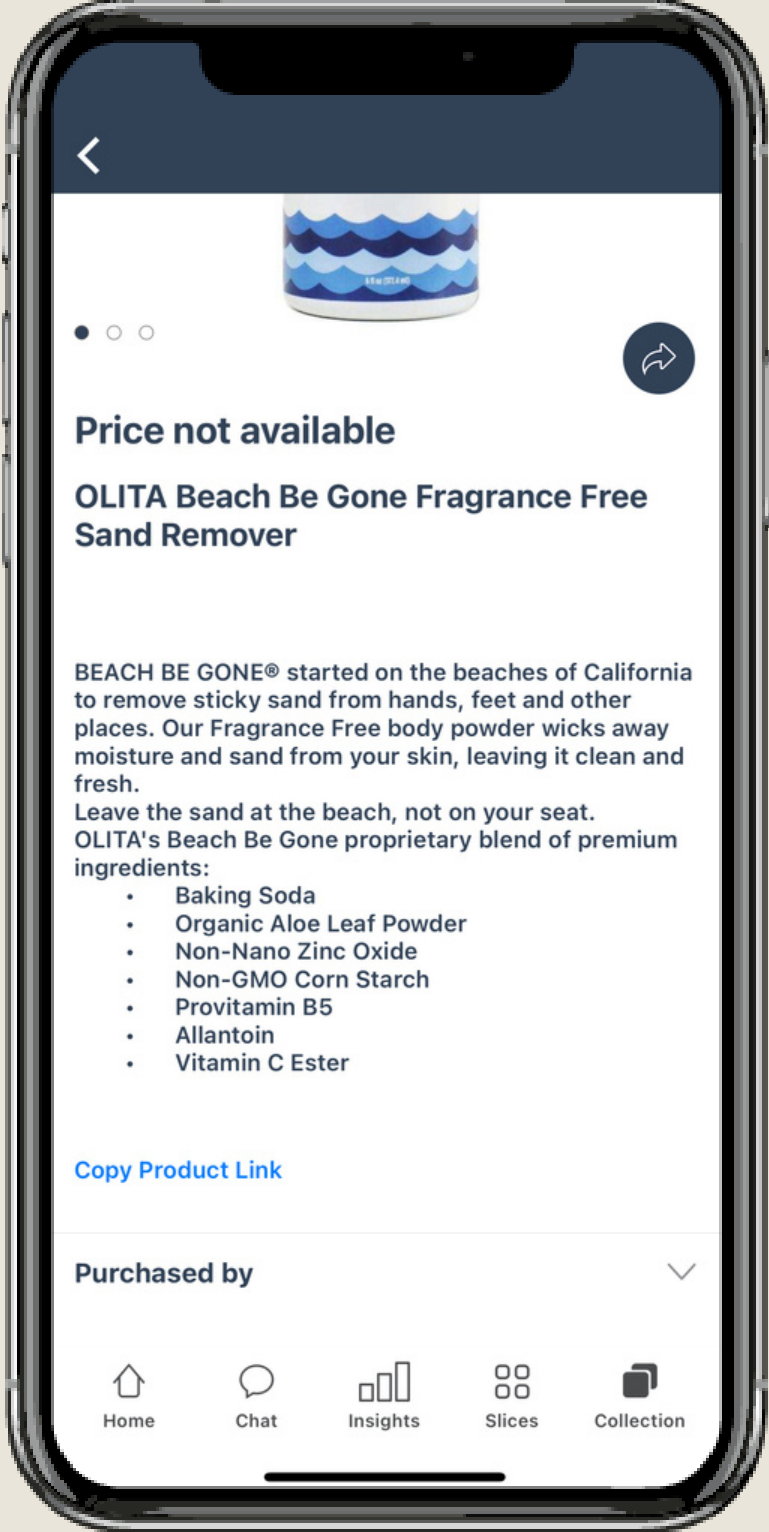 Price not available
OLITA Beach Be Gone Fragrance Free
Sand Remover
BEACH BE GONE® started on the beaches of California
to remove sticky sand from hands, feet and other
places. Our Fragrance Free body powder wicks away
moisture and sand from your skin, leaving it clean and
fresh.
Leave the sand at the beach, not on your seat.
OLITA's Beach Be Gone proprietary blend of premium
ingredients:
• Baking Soda
• Organic Aloe Leaf Powder
• Non-Nano Zinc Oxide
• Non-GMO Corn Starch
• Provitamin B5
• Allantoin
• Vitamin C Ester
Copy Product Link
Purchased by
Home Chat Insights Slices Collection